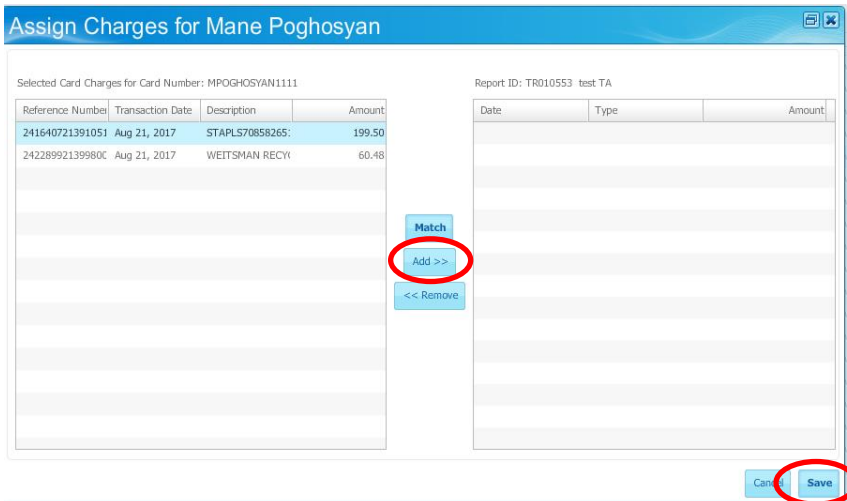 Assign Charges for Mane Poghosyan
Selected Card Charges for Card Number: MPOGHOSYAN1111
Report ID: TR010553 test TA
Reference Number Transaction Date Description Amount
Date Type Amount
241640721391051 Aug 21, 2017 STAPLS70858265: 199.50
24228992139980C Aug 21, 2017 WEITSMAN RECY( 60.48
Match
Add >>
<< Remove
Cancel Save